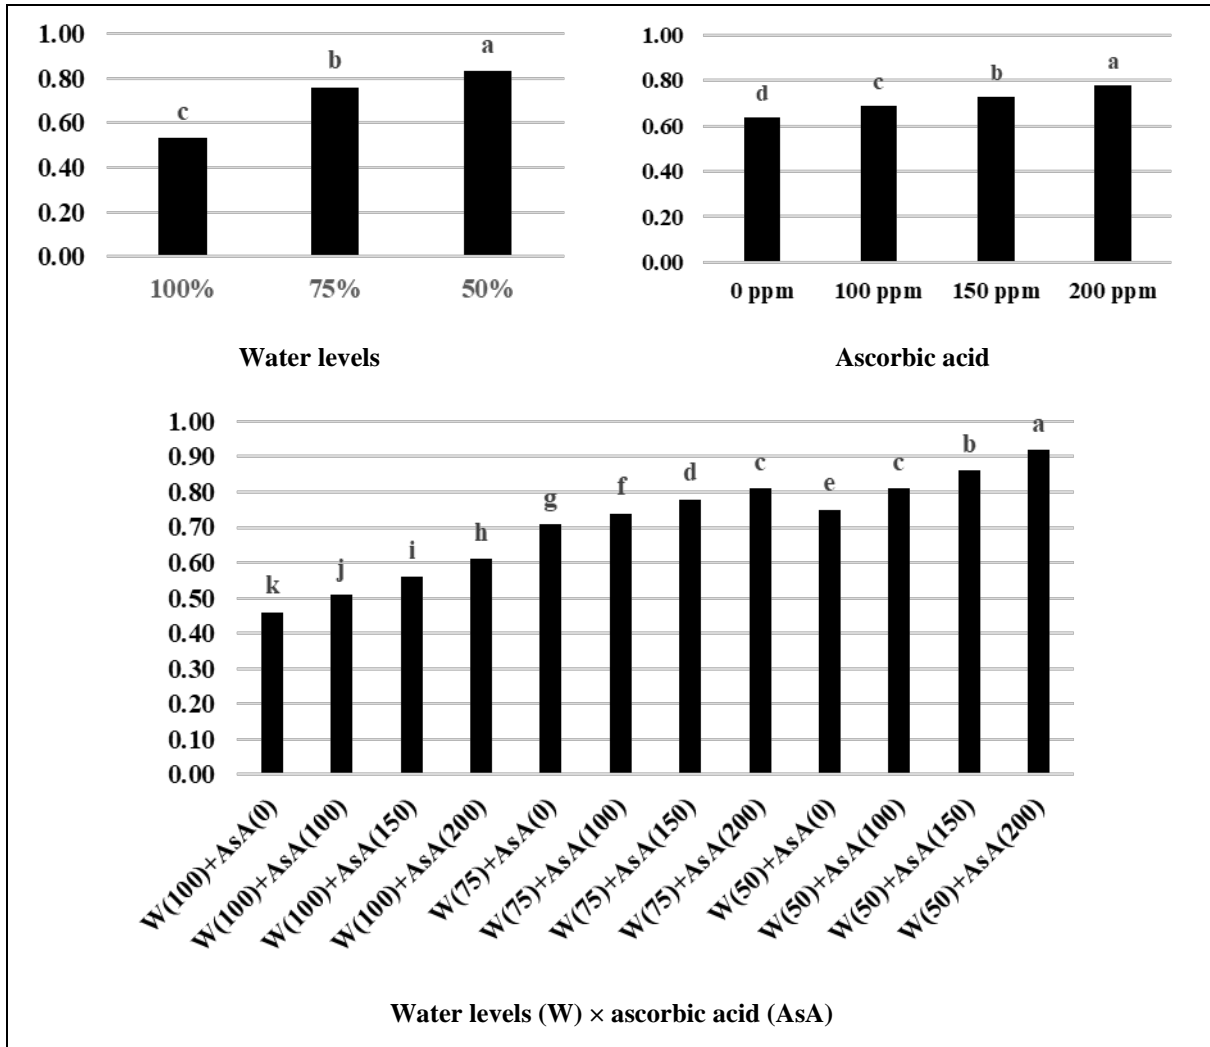 1.00
0.80
0.60
0.40
0.20
0.00
c
b
a
100%
75%
50%
Water levels
1.00
0.80
0.60
0.40
0.20
0.00
d
c
b
a
0 ppm
100 ppm
150 ppm
200 ppm
Ascorbic acid
1.00
0.90
0.80
0.70
0.60
0.50
0.40
0.30
0.20
0.10
0.00
k
j
i
h
g
f
d
c
e
c
b
a
W(100)+AsA(0)
W(100)+AsA(100)
W(100)+AsA(150)
W(100)+AsA(200)
W(75)+AsA(0)
W(75)+AsA(100)
W(75)+AsA(150)
W(75)+AsA(200)
W(50)+AsA(0)
W(50)+AsA(100)
W(50)+AsA(150)
W(50)+AsA(200)
Water levels (W) × ascorbic acid (AsA)